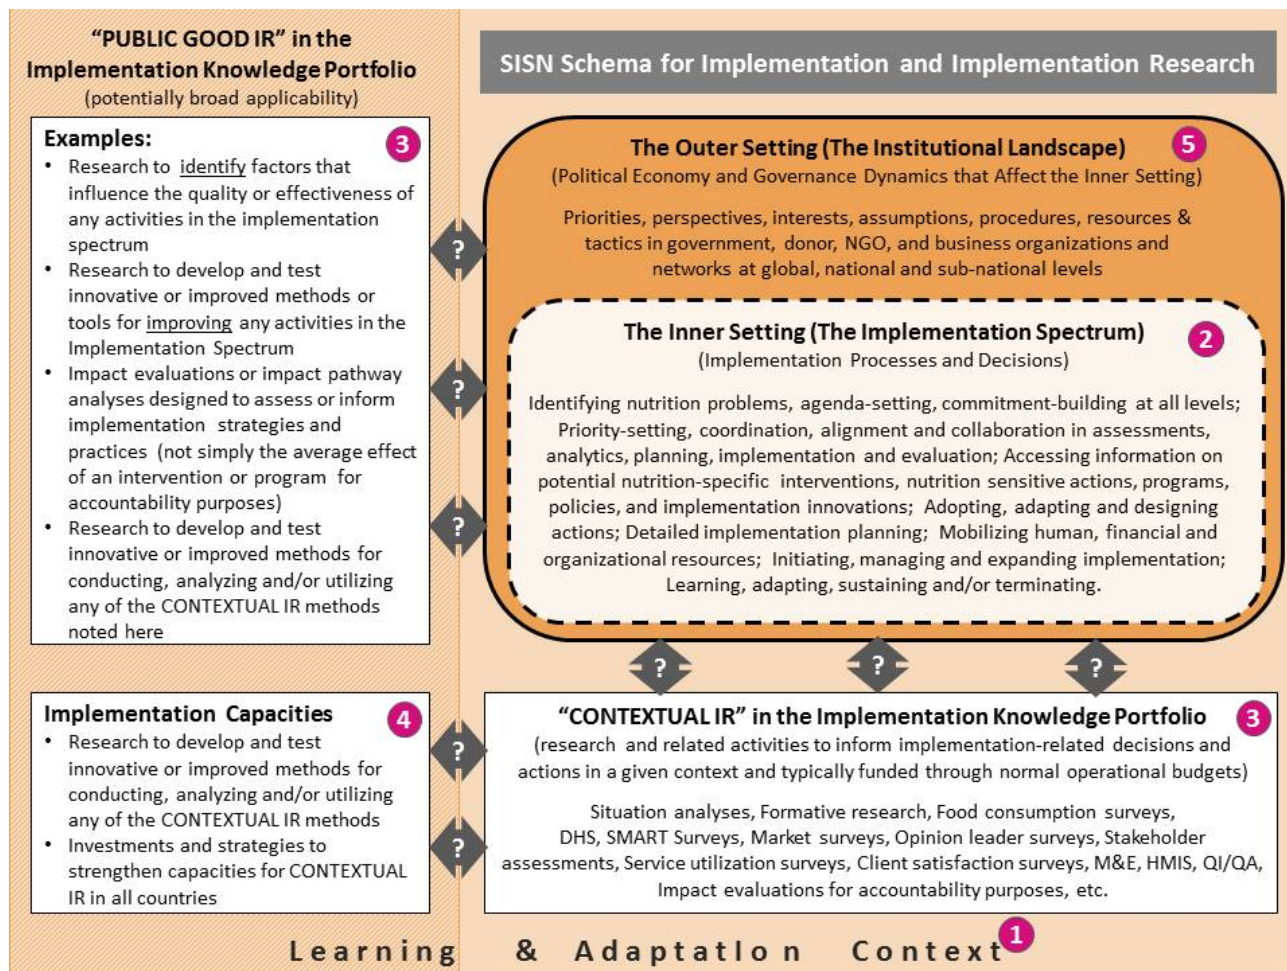 “PUBLIC GOOD IR” in the
Implementation Knowledge Portfolio
(potentially broad applicability)
Examples:
3
• Research to identify factors that
influence the quality or effectiveness of
any activities in the implementation
spectrum
• Research to develop and test
innovative or improved methods or
tools for improving any activities in the
Implementation Spectrum
• Impact evaluations or impact pathway
analyses designed to assess or inform
implementation strategies and
practices (not simply the average effect
of an intervention or program for
accountability purposes)
• Research to develop and test
innovative or improved methods for
conducting, analyzing and/or utilizing
any of the CONTEXTUAL IR methods
noted here
Implementation Capacities
4
• Research to develop and test
innovative or improved methods for
conducting, analyzing and/or utilizing
any of the CONTEXTUAL IR methods
• Investments and strategies to
strengthen capacities for CONTEXTUAL
IR in all countries
?
?
?
?
?
SISN Schema for Implementation and Implementation Research
The Outer Setting (The Institutional Landscape)
5
(Political Economy and Governance Dynamics that Affect the Inner Setting)
Priorities, perspectives, interests, assumptions, procedures, resources &
tactics in government, donor, NGO, and business organizations and
networks at global, national and sub-national levels
The Inner Setting (The Implementation Spectrum)
2
(Implementation Processes and Decisions)
Identifying nutrition problems, agenda-setting, commitment-building at all levels;
Priority-setting, coordination, alignment and collaboration in assessments,
analytics, planning, implementation and evaluation; Accessing information on
potential nutrition-specific interventions, nutrition sensitive actions, programs,
policies, and implementation innovations; Adopting, adapting and designing
actions; Detailed implementation planning; Mobilizing human, financial and
organizational resources; Initiating, managing and expanding implementation;
Learning, adapting, sustaining and/or terminating.
? ? ?
“CONTEXTUAL IR” in the Implementation Knowledge Portfolio
3
(research and related activities to inform implementation-related decisions and
actions in a given context and typically funded through normal operational budgets)
Situation analyses, Formative research, Food consumption surveys,
DHS, SMART Surveys, Market surveys, Opinion leader surveys, Stakeholder
assessments, Service utilization surveys, Client satisfaction surveys, M&E, HMIS, QI/QA,
Impact evaluations for accountability purposes, etc.
Learning & AdaptatIon Context
1